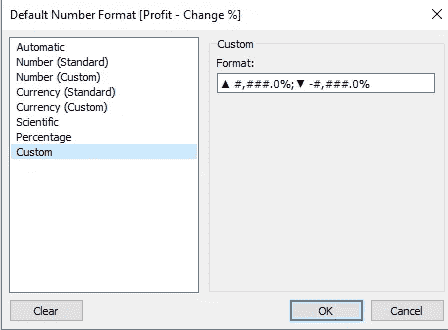 Default Number Format [Profit - Change %]
Automatic
Number (Standard)
Number (Custom)
Currency (Standard)
Currency (Custom)
Scientific
Percentage
Custom
Custom
Format:
▲ #,###.0%;▼ -#,###.0%
Clear
OK
Cancel